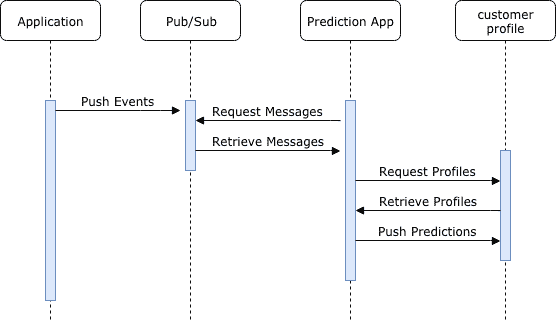 Application
Pub/Sub
Prediction App
customer
profile
Push Events
Request Messages
Retrieve Messages
Request Profiles
Retrieve Profiles
Push Predictions